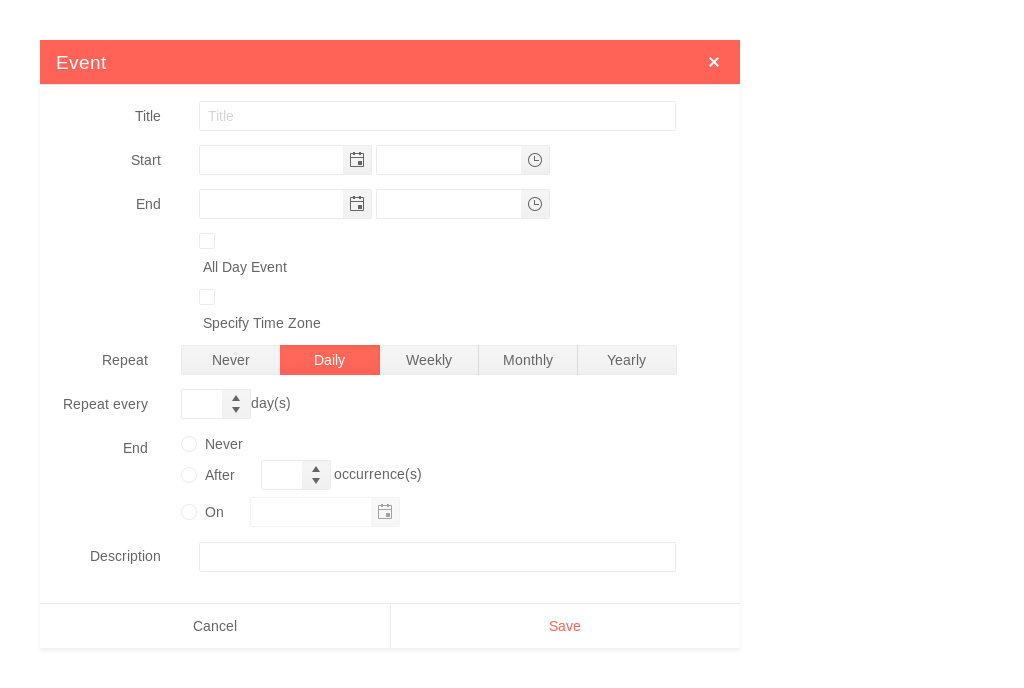 Event
Title Title
Start
End
All Day Event
Specify Time Zone
Repeat Never Daily Weekly Monthly Yearly
Repeat every day(s)
End Never
After occurrence(s)
On
Description
Cancel Save